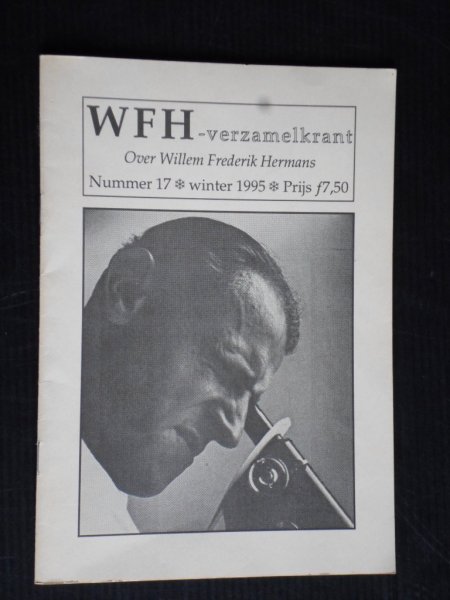 WFH-verzamelkrant
Over Willem Frederik Hermans
Nummer 17 ❄ winter 1995 ❄ Prijs ƒ7,50